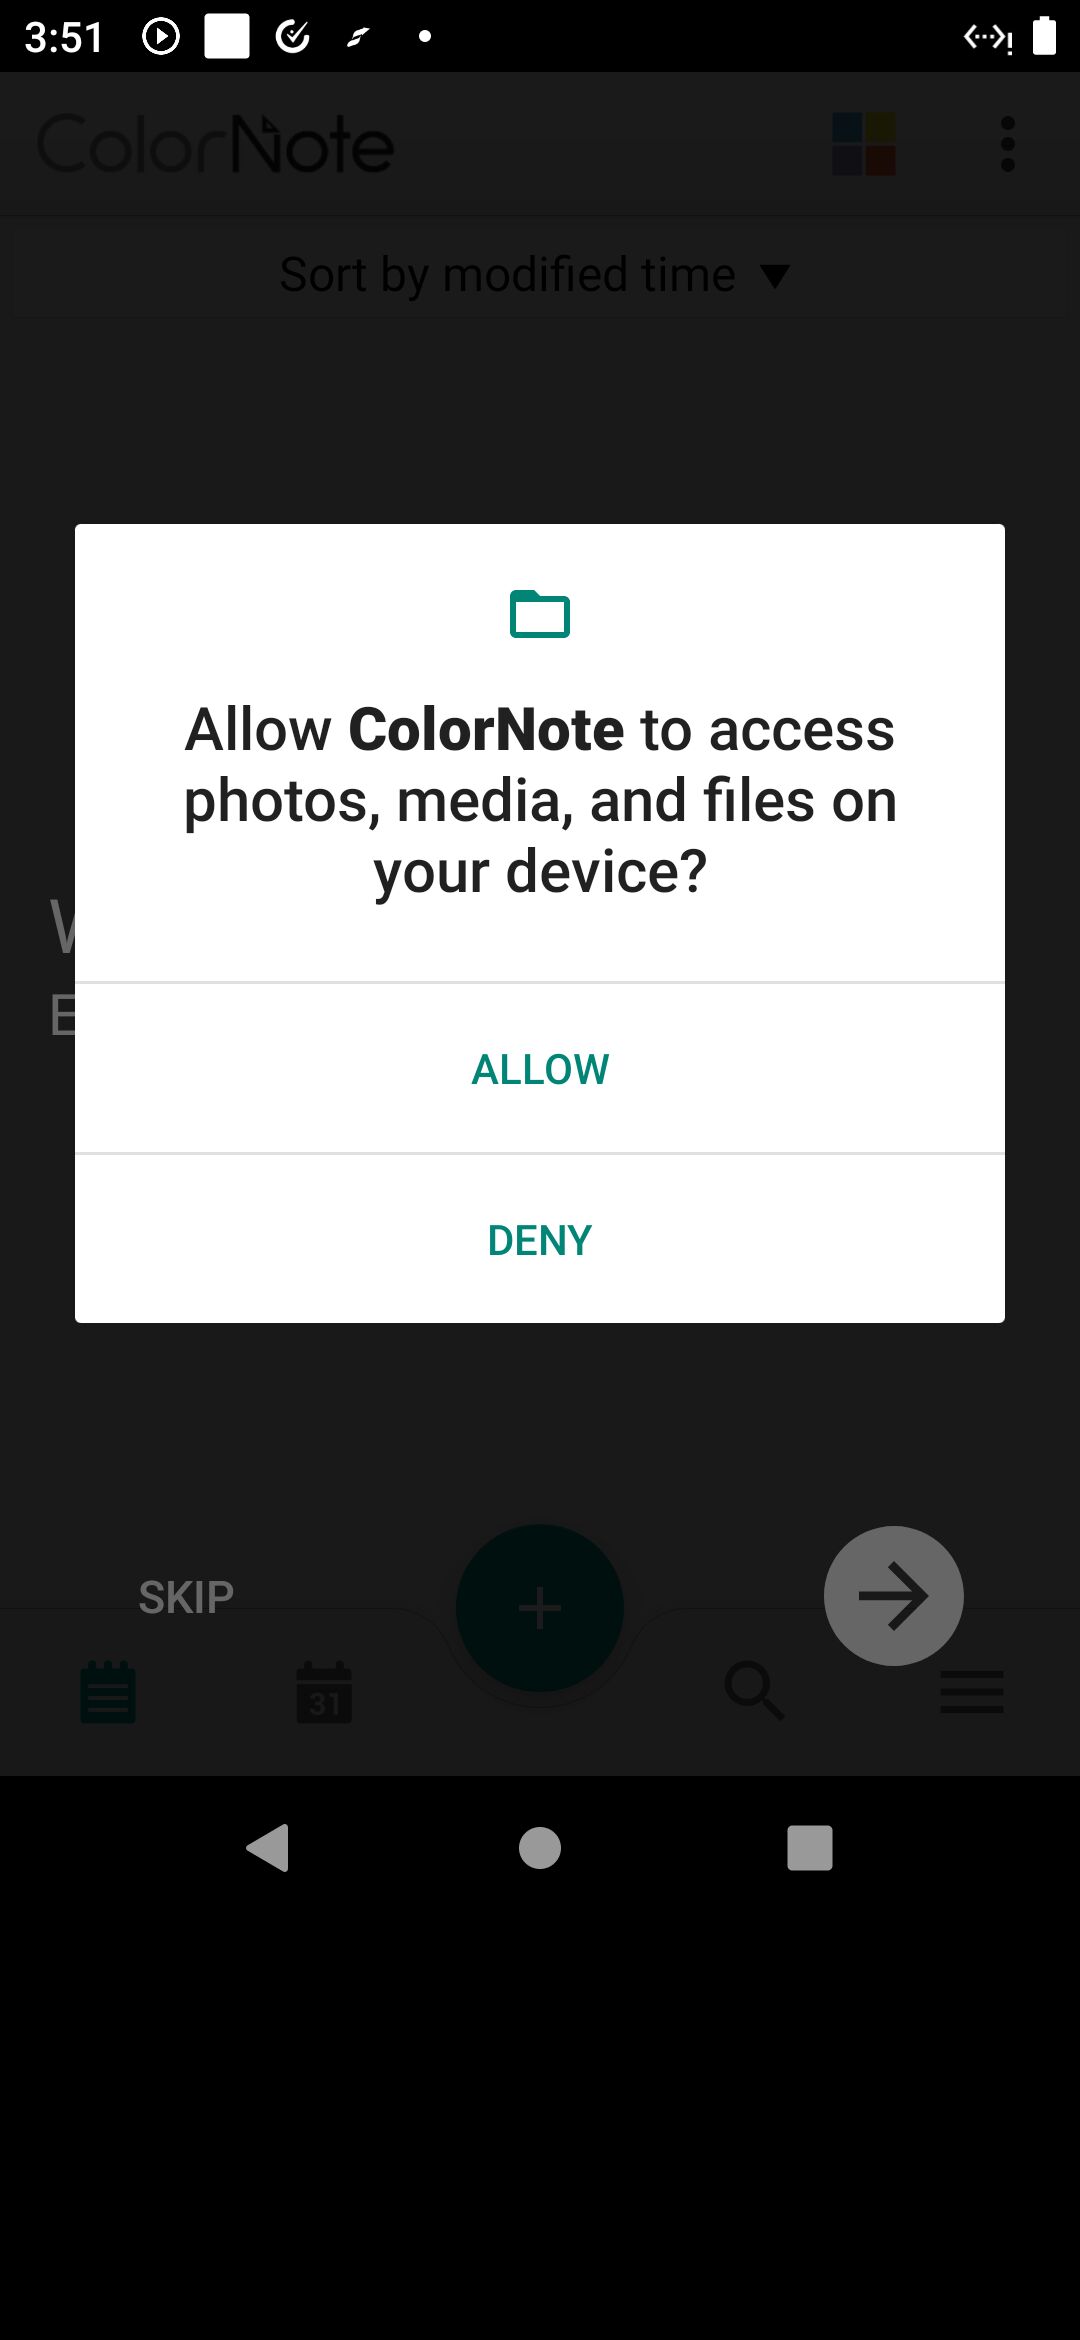 3:51
ColorNote
Sort by modified time
Allow ColorNote to access
photos, media, and files on
your device?
ALLOW
DENY
SKIP
31